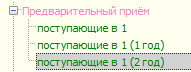 Предварительный приём
поступающие в 1
поступающие в 1 (1 год)
поступающие в 1 (2 год)